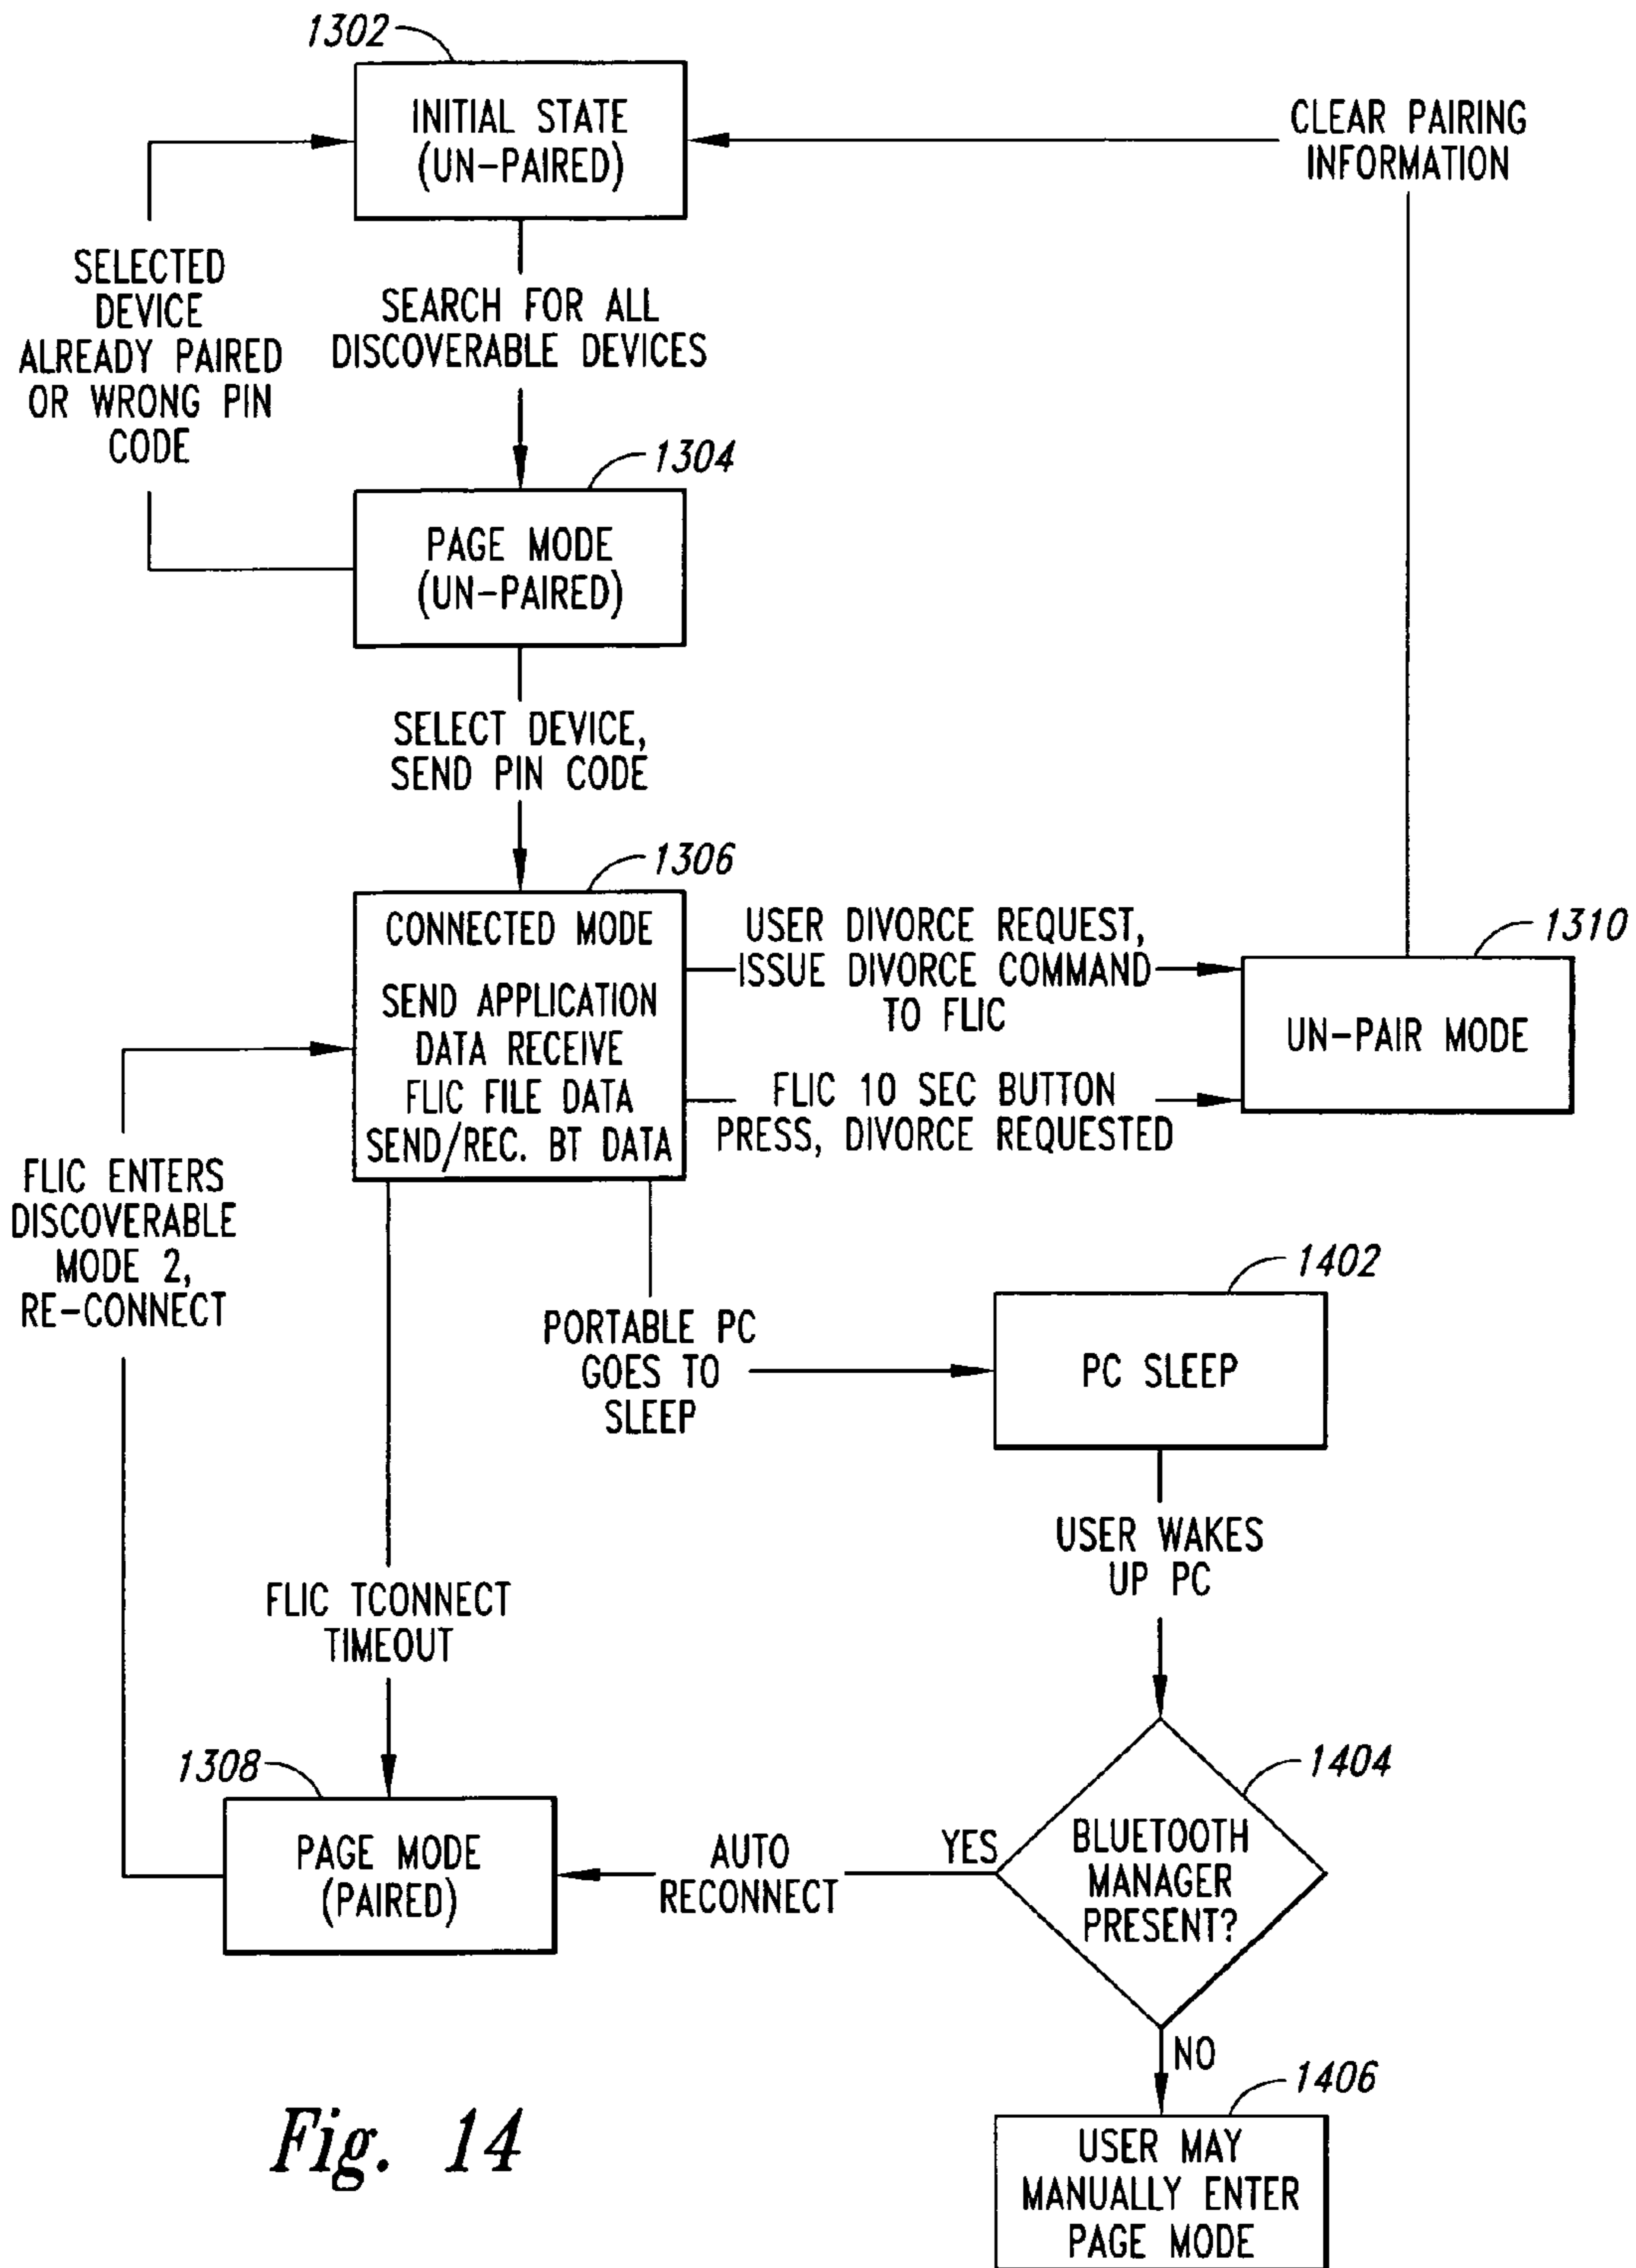 1302
INITIAL STATE
(UN-PAIRED)
CLEAR PAIRING
INFORMATION
SELECTED
DEVICE
ALREADY PAIRED
OR WRONG PIN
CODE
SEARCH FOR ALL
DISCOVERABLE DEVICES
1304
PAGE MODE
(UN-PAIRED)
SELECT DEVICE,
SEND PIN CODE
1306
CONNECTED MODE
SEND APPLICATION
DATA RECEIVE
FLIC FILE DATA
SEND/REC. BT DATA
USER DIVORCE REQUEST,
ISSUE DIVORCE COMMAND
TO FLIC
FLIC 10 SEC BUTTON
PRESS, DIVORCE REQUESTED
1310
UN-PAIR MODE
FLIC ENTERS
DISCOVERABLE
MODE 2,
RE-CONNECT
PORTABLE PC
GOES TO
SLEEP
1402
PC SLEEP
USER WAKES
UP PC
FLIC TCONNECT
TIMEOUT
1308
PAGE MODE
(PAIRED)
AUTO
RECONNECT
YES
1404
BLUETOOTH
MANAGER
PRESENT?
NO
1406
USER MAY
MANUALLY ENTER
PAGE MODE
Fig. 14